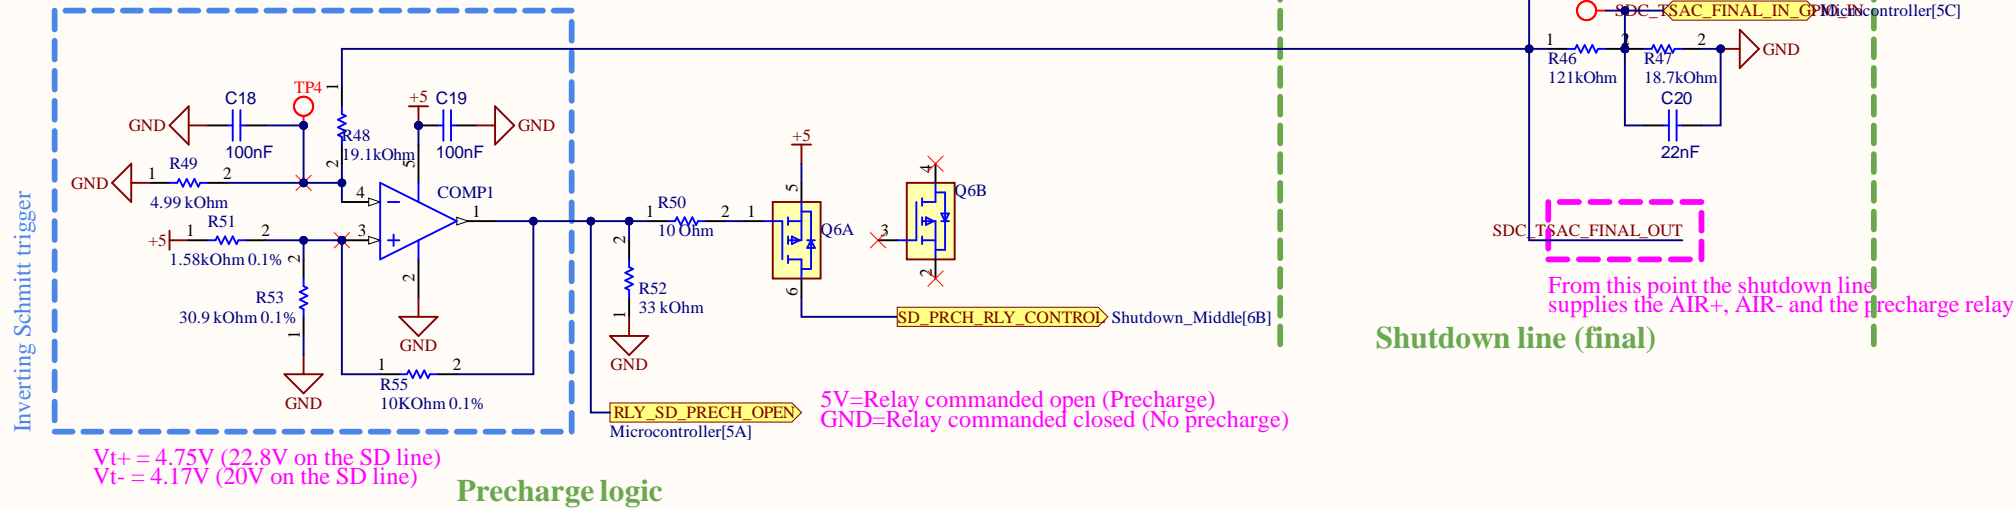 SDC_TSAC_FINAL_IN_GPIO_IN
Microcontroller[5C]
1
2
2
GND
R46
121kOhm
R47
18.7kOhm
C20
22nF
TP4
C18
100nF
GND
1
R48
19.1kOhm
2
+5
C19
100nF
GND
5
GND
1
R49
2
4.99 kOhm
4
COMP1
1
+5
1
R51
2
1.58kOhm 0.1%
3
2
2
R53
30.9 kOhm 0.1%
1
GND
GND
1
R55
2
10KOhm 0.1%
Inverting Schmitt trigger
1
R50
2
10 Ohm
1
2
R52
33 kOhm
1
GND
+5
5
Q6A
6
4
Q6B
3
2
SD_PRCH_RLY_CONTROL
Shutdown_Middle[6B]
RLY_SD_PRECH_OPEN
Microcontroller[5A]
5V=Relay commanded open (Precharge)
GND=Relay commanded closed (No precharge)
SDC_TSAC_FINAL_OUT
From this point the shutdown line
supplies the AIR+, AIR- and the precharge relay
Shutdown line (final)
Vt+ = 4.75V (22.8V on the SD line)
Vt- = 4.17V (20V on the SD line)
Precharge logic